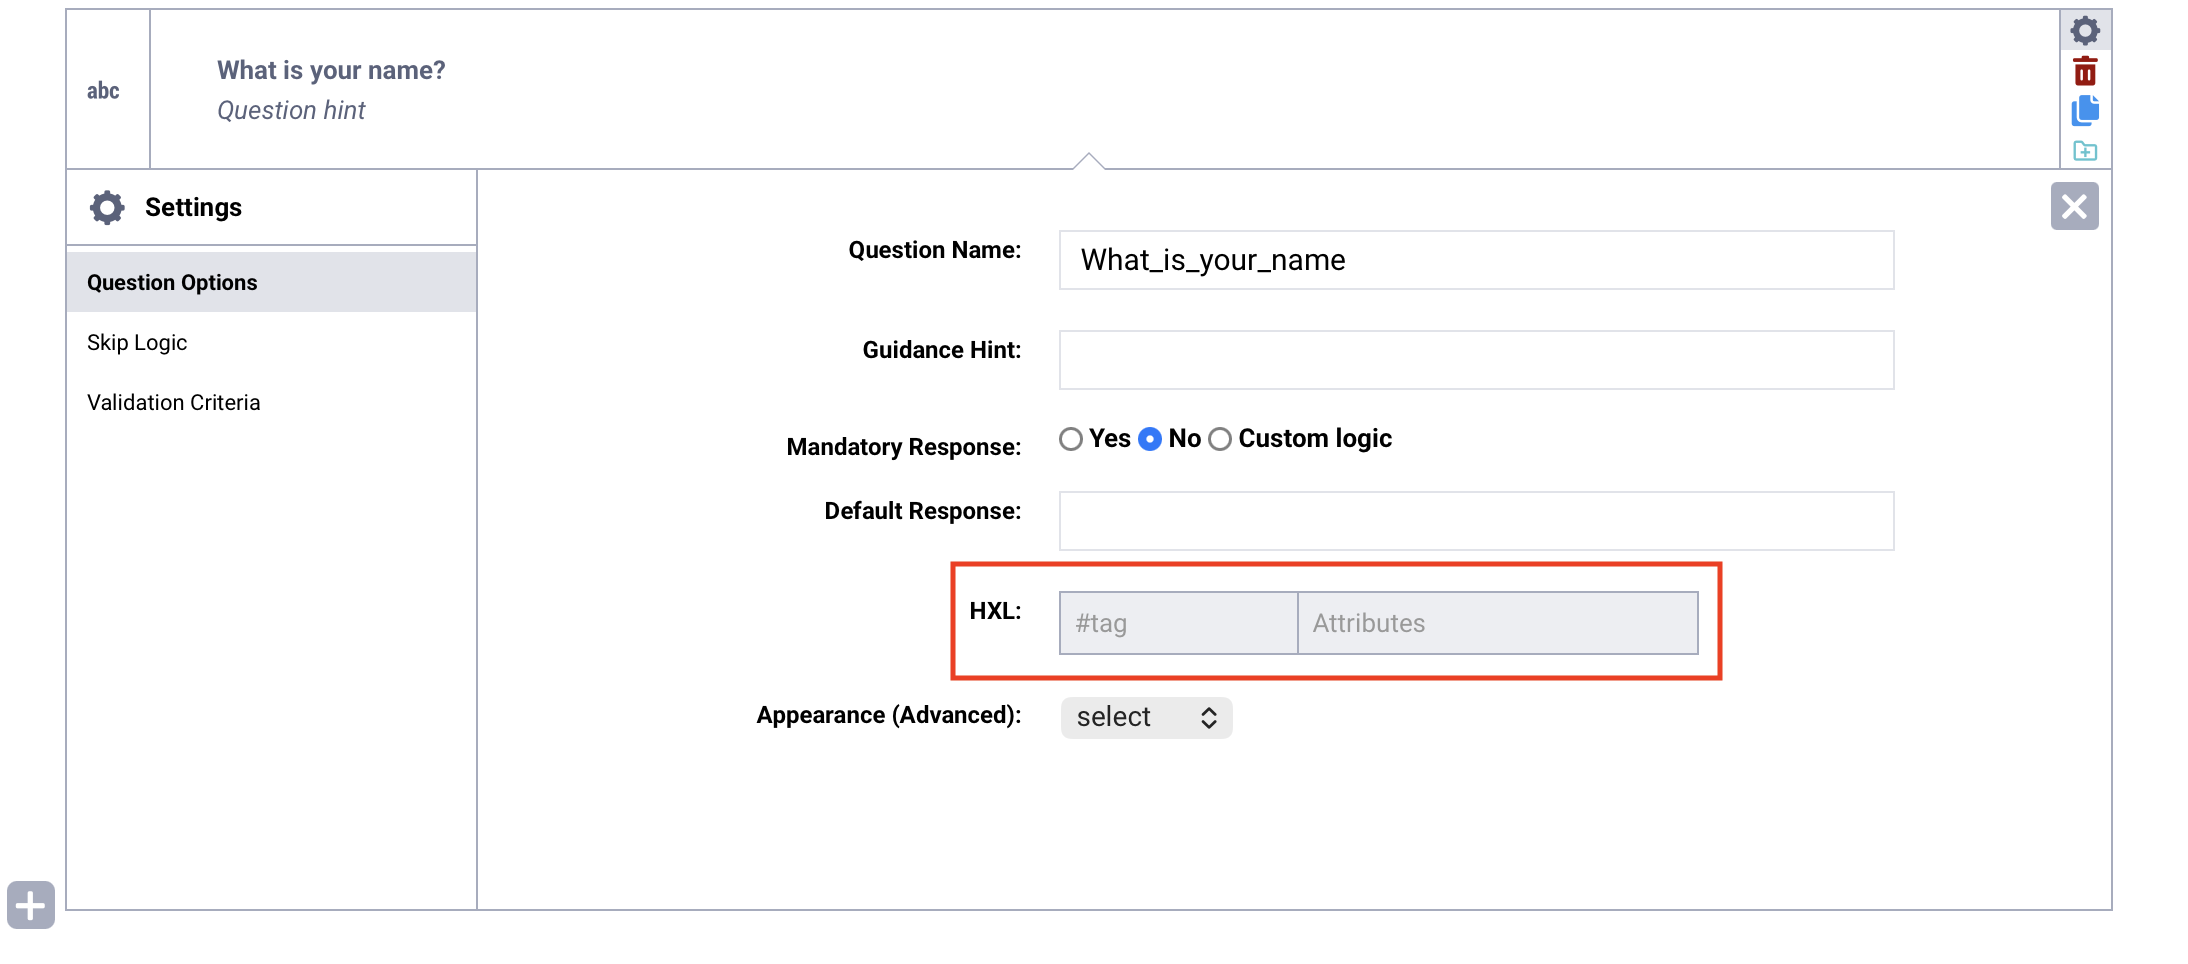 abc
What is your name?
Question hint
Settings
Question Options
Skip Logic
Validation Criteria
Question Name: What_is_your_name
Guidance Hint:
Mandatory Response: Yes No Custom logic
Default Response:
HXL: #tag Attributes
Appearance (Advanced): select